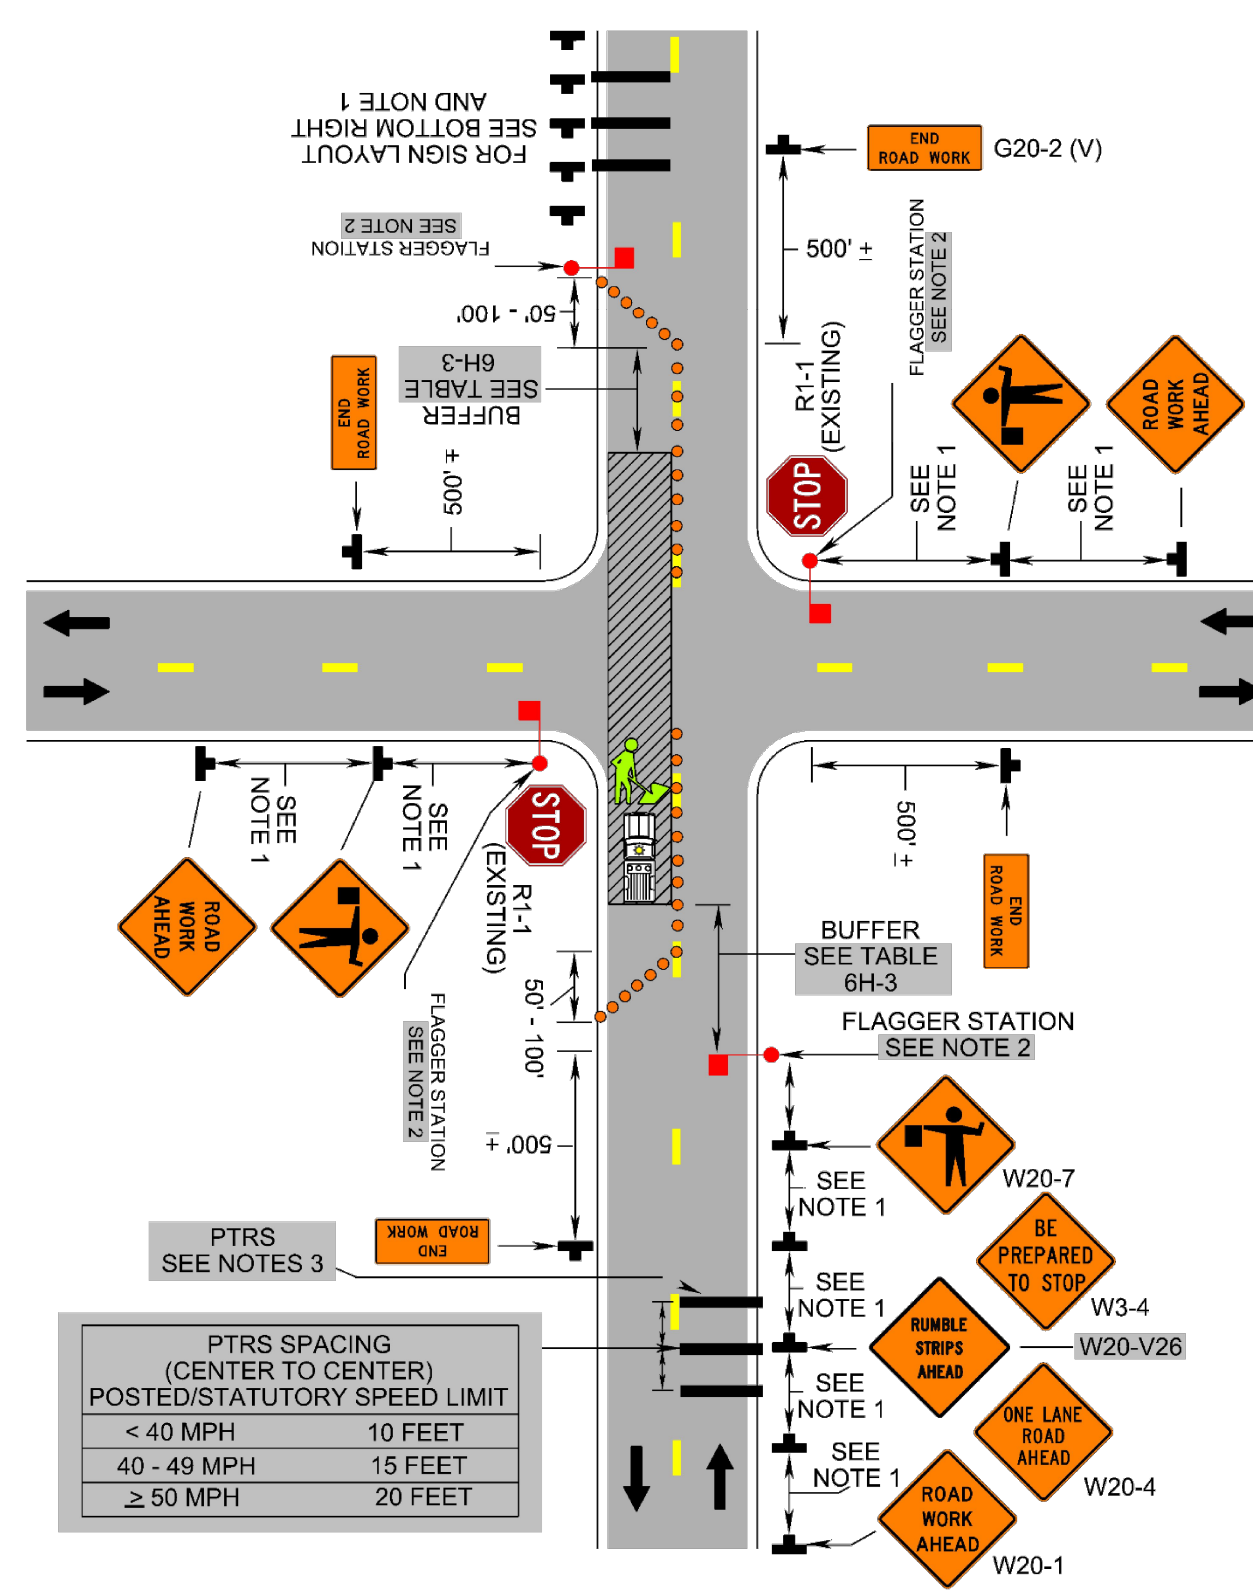 FOR SIGN LAYOUT
SEE BOTTOM RIGHT
AND NOTE 1
END
ROAD WORK
G20-2 (V)
500' ±
FLAGGER STATION
SEE NOTE 2
FLAGGER STATION
SEE NOTE 2
50' - 100'
BUFFER
SEE TABLE
6H-3
END
ROAD WORK
500' ±
R1-1
(EXISTING)
STOP
SEE
NOTE 1
SEE
NOTE 1
ROAD
WORK
AHEAD
SEE
NOTE 1
SEE
NOTE 1
ROAD
WORK
AHEAD
STOP
R1-1
(EXISTING)
FLAGGER STATION
SEE NOTE 2
500' ±
END
ROAD WORK
50' - 100'
BUFFER
SEE TABLE
6H-3
FLAGGER STATION
SEE NOTE 2
500' ±
END
ROAD WORK
W20-7
SEE
NOTE 1
BE
PREPARED
TO STOP
W3-4
SEE
NOTE 1
RUMBLE
STRIPS
AHEAD
W20-V26
SEE
NOTE 1
ONE LANE
ROAD
AHEAD
W20-4
SEE
NOTE 1
ROAD
WORK
AHEAD
W20-1
PTRS
SEE NOTES 3
PTRS SPACING
(CENTER TO CENTER)
POSTED/STATUTORY SPEED LIMIT
< 40 MPH 10 FEET
40 - 49 MPH 15 FEET
≥ 50 MPH 20 FEET